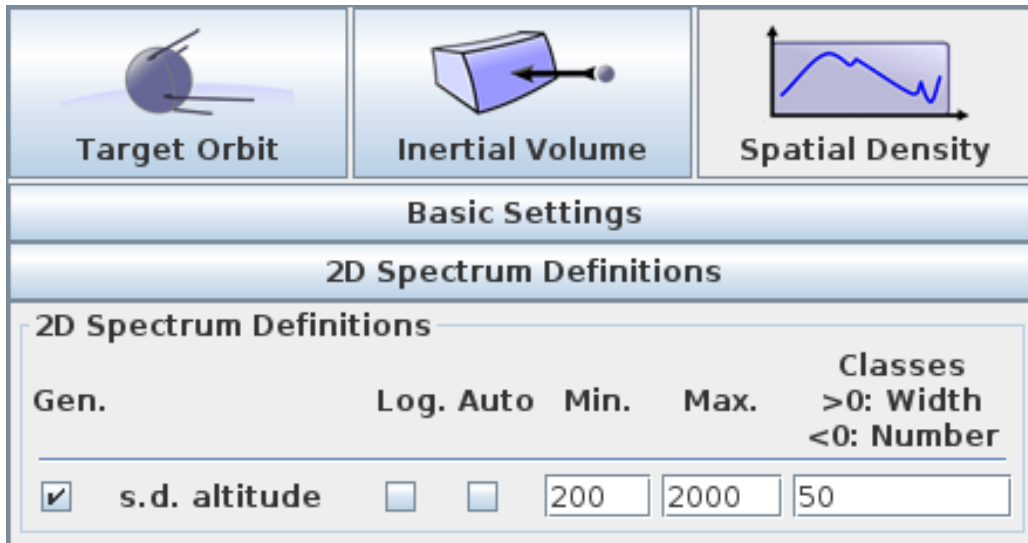 Target Orbit
Inertial Volume
Spatial Density
Basic Settings
2D Spectrum Definitions
2D Spectrum Definitions
Gen. Log. Auto Min. Max. Classes
>0: Width
<0: Number
s.d. altitude 200 2000 50